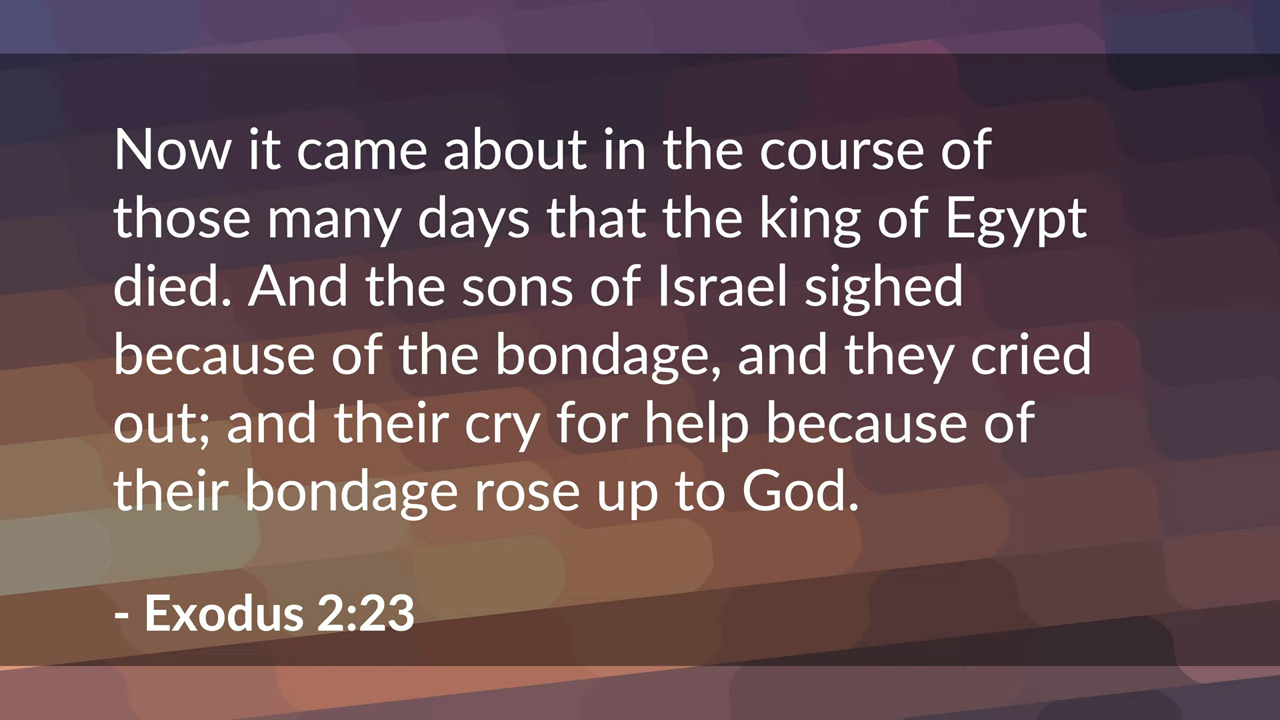 Now it came about in the course of
those many days that the king of Egypt
died. And the sons of Israel sighed
because of the bondage, and they cried
out; and their cry for help because of
their bondage rose up to God.
- Exodus 2:23